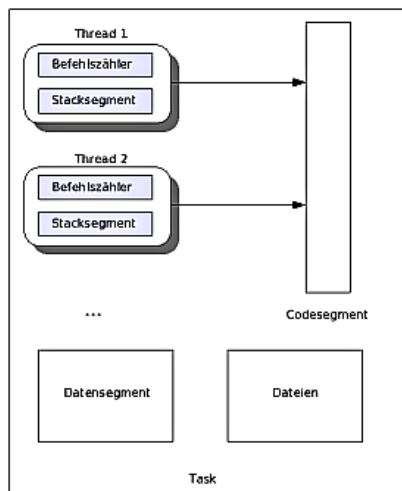 Thread 1
Befehlszähler
Stacksegment
Thread 2
Befehlszähler
Stacksegment
...
Codesegment
Datensegment
Dateien
Task